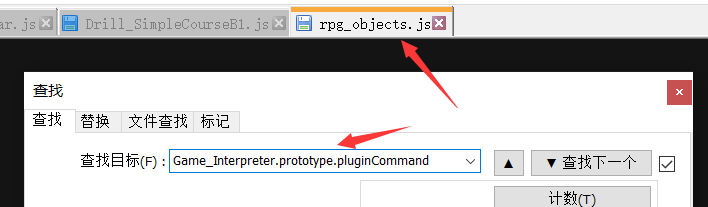 ar.js Drill_SimpleCourseB1.js rpg_objects.js
查找
查找 替换 文件查找 标记
查找目标(F) : Game_Interpreter.prototype.pluginCommand ▲ ▼ 查找下一个
计数(T)